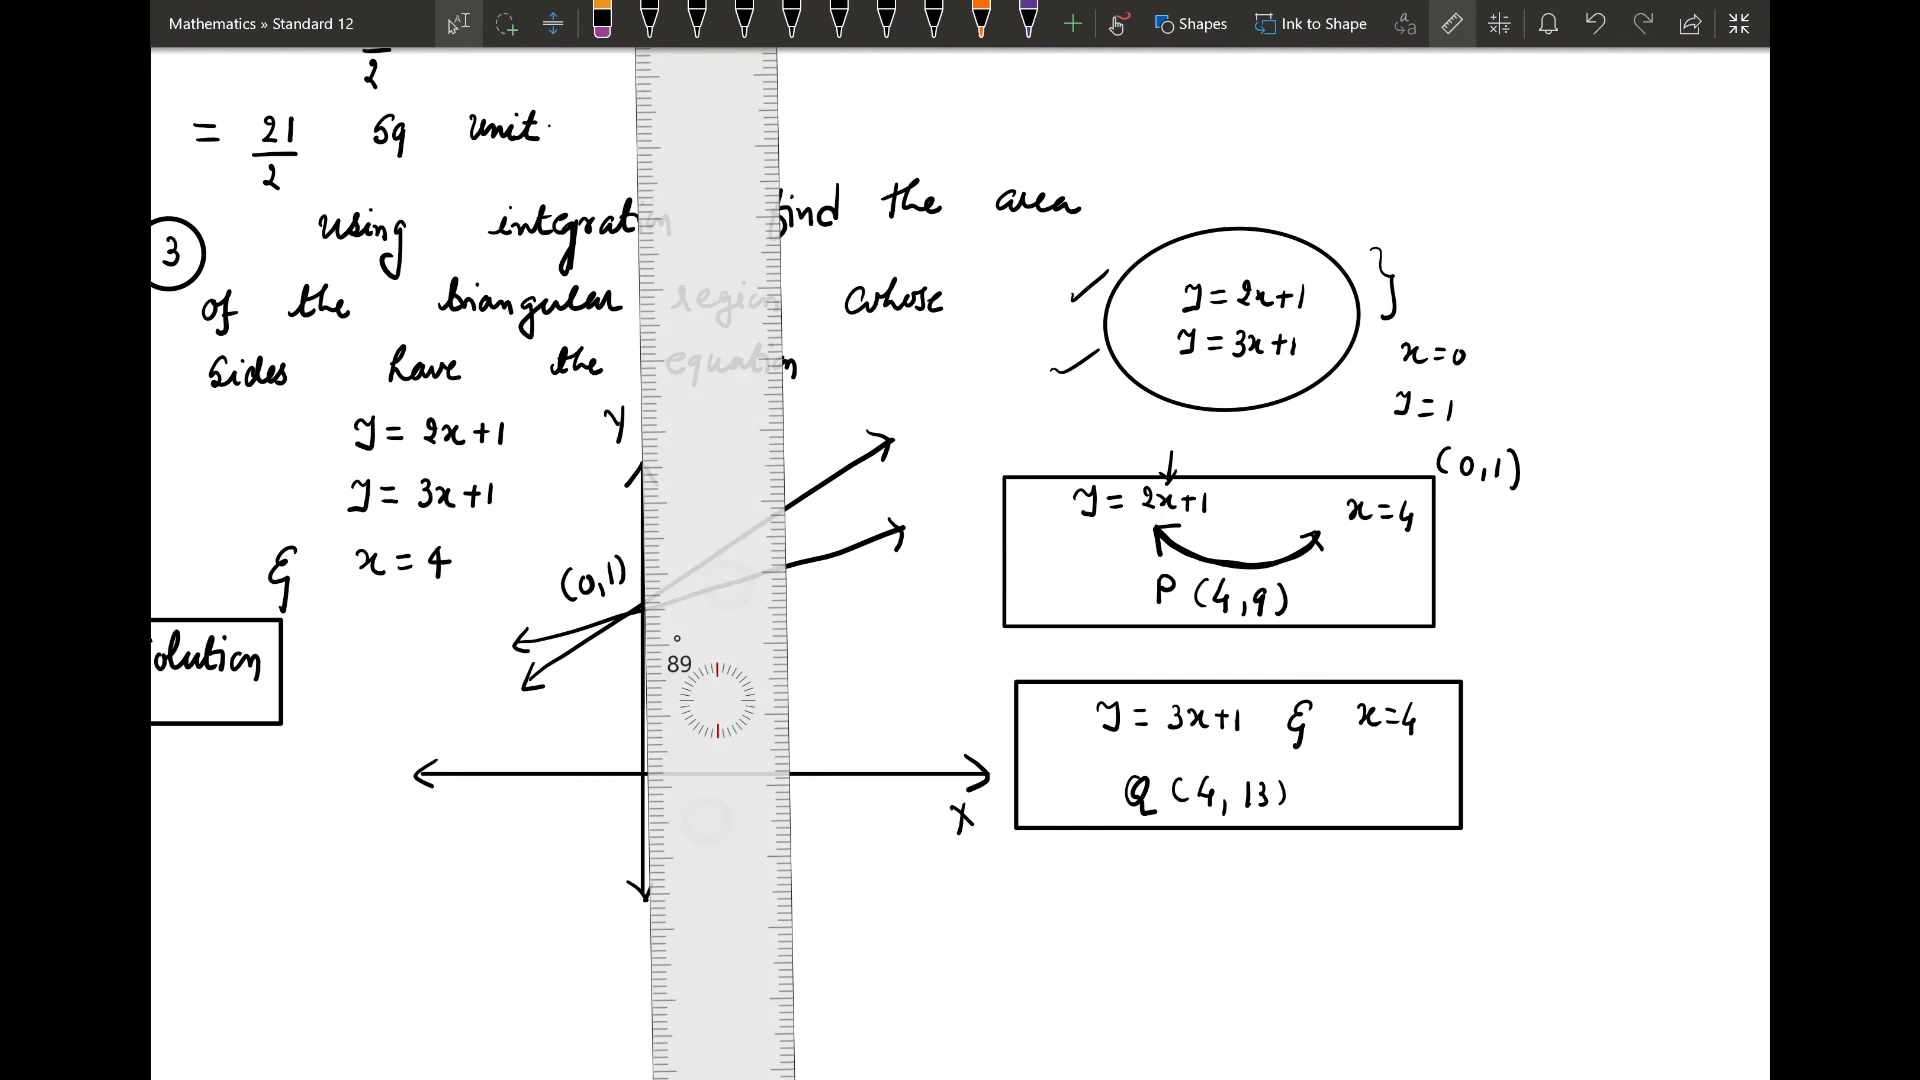 Mathematics » Standard 12
Shapes
Ink to Shape
2
= 21/2 sq unit
3 Using integration find the area
of the triangular region whose
sides have the equation
y = 2x+1
y = 3x+1
& x = 4
Solution
Y
(0,1)
X
°
89
y = 2x+1
y = 3x+1
x=0
y=1
(0,1)
y = 2x+1 x=4
P (4,9)
y = 3x+1 & x=4
Q (4, 13)